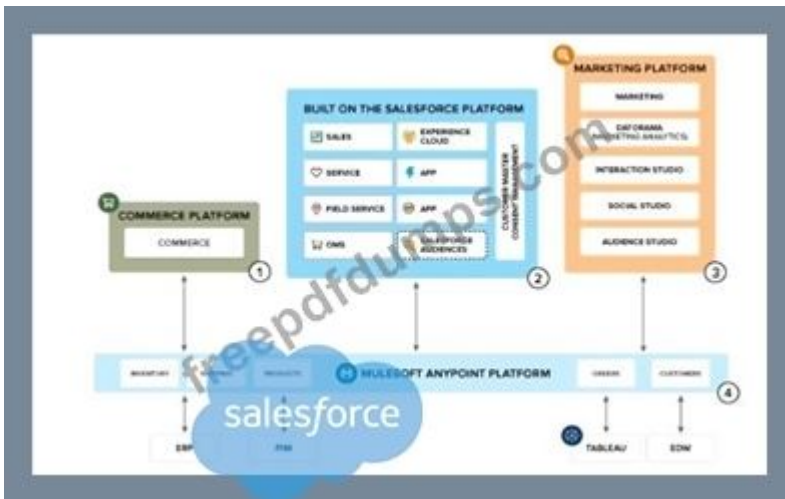 MARKETING PLATFORM
MARKETING
DATORAMA
(MARKETING ANALYTICS)
INTERACTION STUDIO
SOCIAL STUDIO
AUDIENCE STUDIO
3
BUILT ON THE SALESFORCE PLATFORM
SALES
EXPERIENCE
CLOUD
SERVICE
APP
FIELD SERVICE
APP
OMS
SALESFORCE
AUDIENCES
CUSTOMER MASTER
CONSENT MANAGEMENT
2
COMMERCE PLATFORM
COMMERCE
1
freepdfdumps.com
INVENTORY
PRODUCTS
MULESOFT ANYPOINT PLATFORM
ORDERS
CUSTOMERS
4
salesforce
ERP
PIM
TABLEAU
EDW